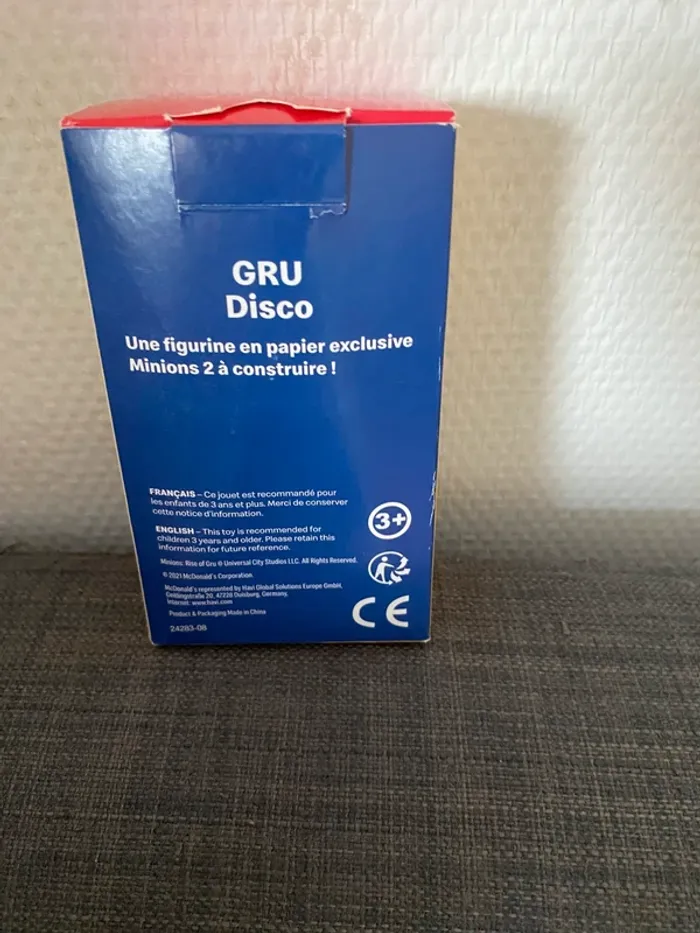 GRU
Disco
Une figurine en papier exclusive
Minions 2 à construire !
FRANÇAIS – Ce jouet est recommandé pour
les enfants de 3 ans et plus. Merci de conserver
cette notice d'information.
3+
ENGLISH – This toy is recommended for
children 3 years and older. Please retain this
information for future reference.
Minions: Rise of Gru © Universal City Studios LLC. All Rights Reserved.
© 2021 McDonald's Corporation.
McDonald's represented by Havi Global Solutions Europe GmbH,
Geitlingstraße 20, 47228 Duisburg, Germany.
Internet: www.havi.com
Product & Packaging Made in China
CE
24283-08